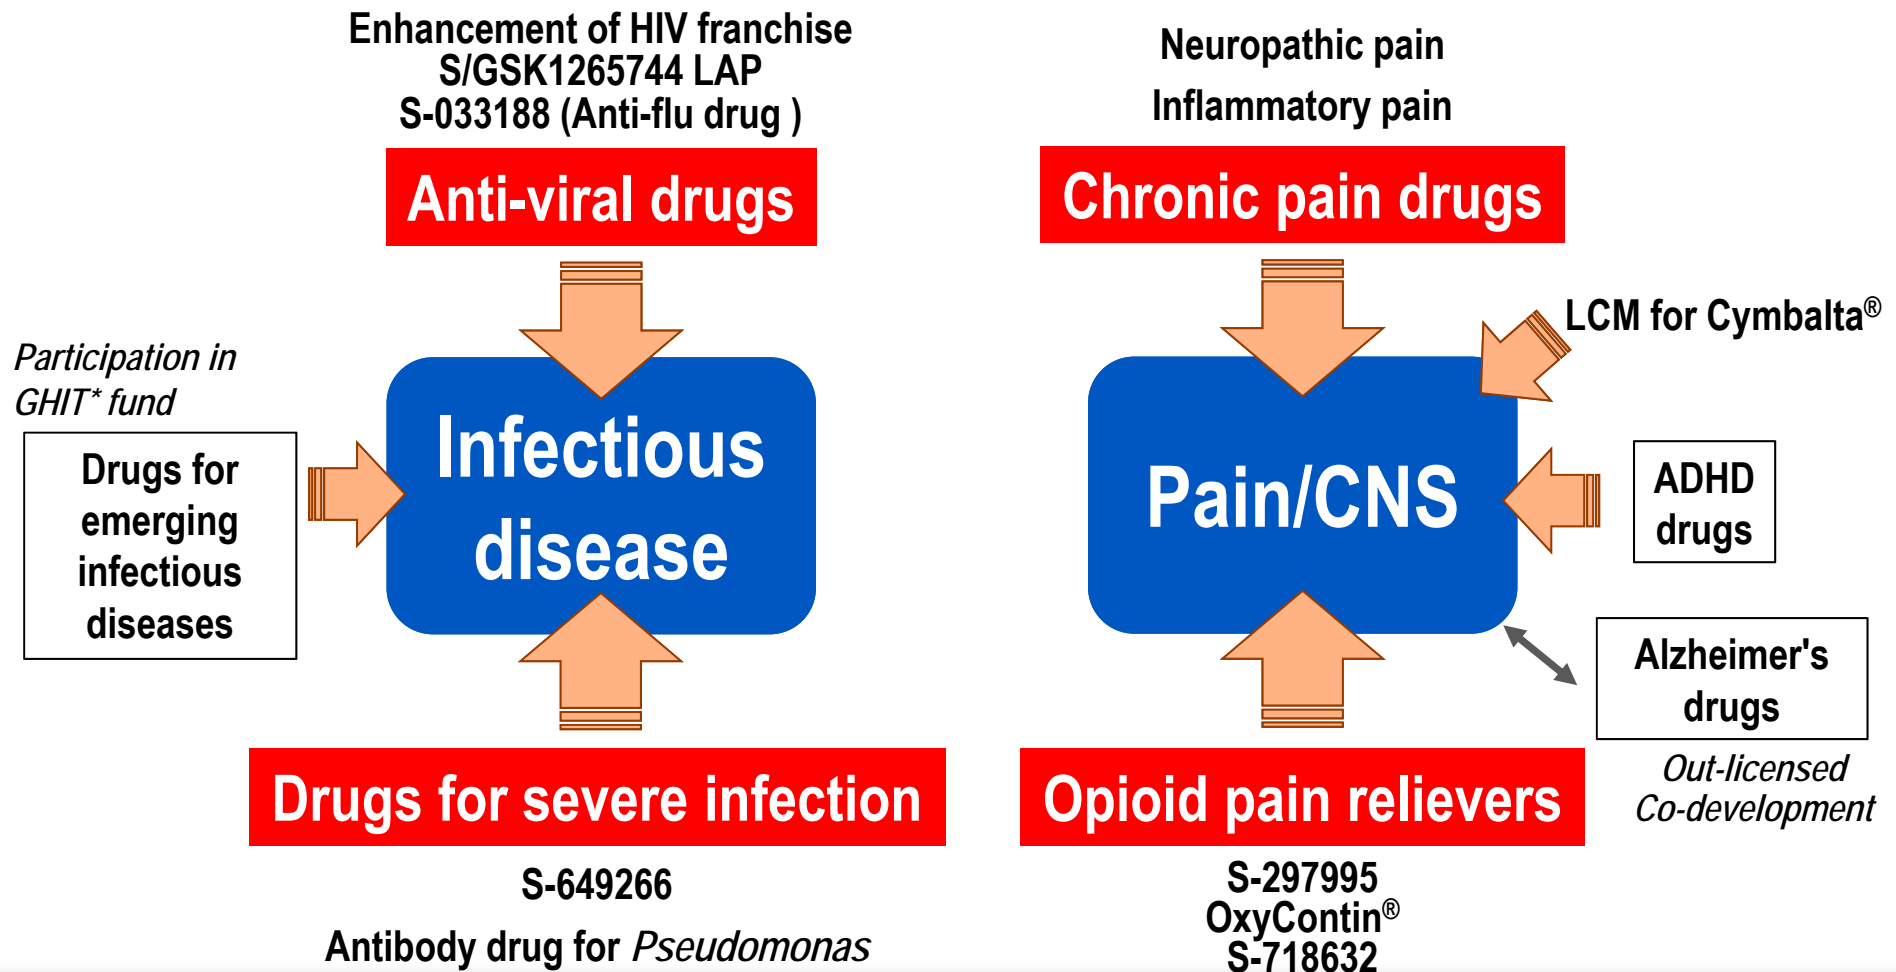 Enhancement of HIV franchise
S/GSK1265744 LAP
S-033188 (Anti-flu drug )
Anti-viral drugs
Participation in
GHIT* fund
Drugs for
emerging
infectious
diseases
Infectious
disease
Drugs for severe infection
S-649266
Antibody drug for Pseudomonas
Neuropathic pain
Inflammatory pain
Chronic pain drugs
LCM for Cymbalta®
Pain/CNS
ADHD
drugs
Alzheimer's
drugs
Out-licensed
Co-development
Opioid pain relievers
S-297995
OxyContin®
S-718632